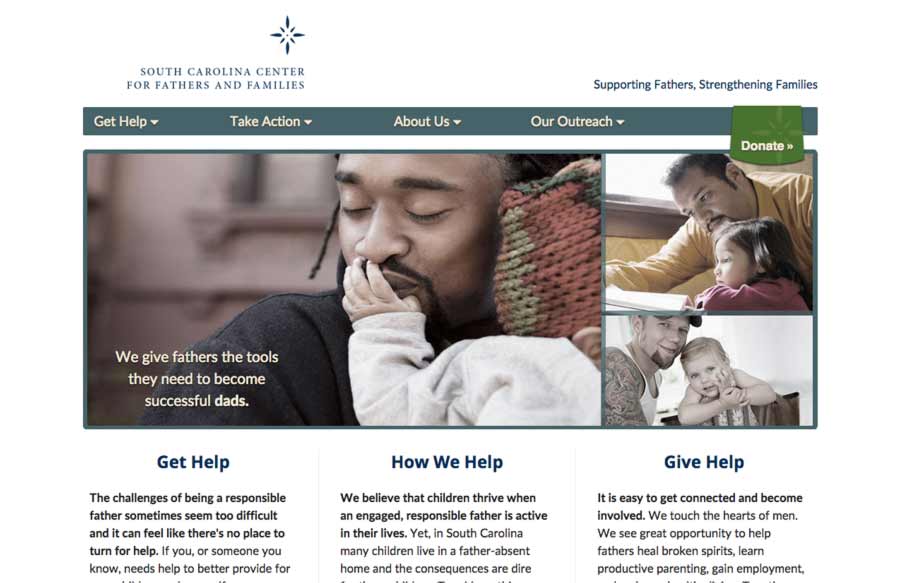 SOUTH CAROLINA CENTER
FOR FATHERS AND FAMILIES
Supporting Fathers, Strengthening Families
Get Help
Take Action
About Us
Our Outreach
Donate »
We give fathers the tools
they need to become
successful dads.
Get Help
The challenges of being a responsible
father sometimes seem too difficult
and it can feel like there's no place to
turn for help. If you, or someone you
know, needs help to better provide for
How We Help
We believe that children thrive when
an engaged, responsible father is active
in their lives. Yet, in South Carolina
many children live in a father-absent
home and the consequences are dire
Give Help
It is easy to get connected and become
involved. We touch the hearts of men.
We see great opportunity to help
fathers heal broken spirits, learn
productive parenting, gain employment,